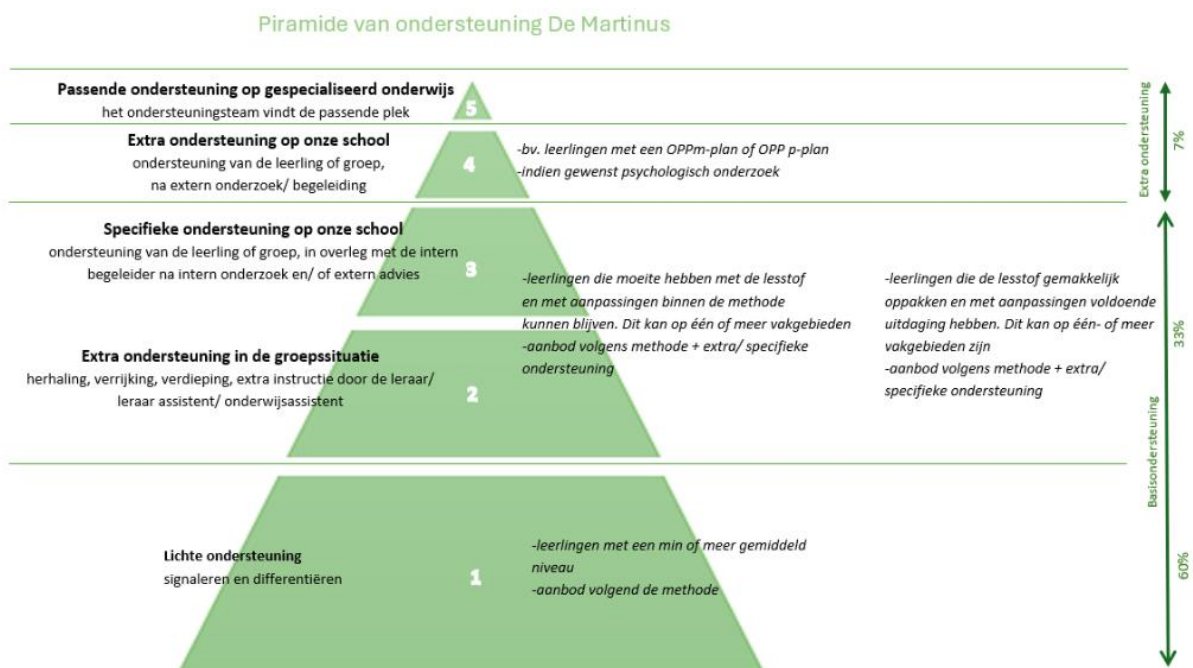 Piramide van ondersteuning De Martinus
Passende ondersteuning op gespecialiseerd onderwijs
het ondersteuningsteam vindt de passende plek
5
Extra ondersteuning op onze school
ondersteuning van de leerling of groep,
na extern onderzoek/ begeleiding
4
-bv. leerlingen met een OPPm-plan of OPP p-plan
-indien gewenst psychologisch onderzoek
Extra ondersteuning
7%
Specifieke ondersteuning op onze school
ondersteuning van de leerling of groep, in overleg met de intern
begeleider na intern onderzoek en/ of extern advies
3
Extra ondersteuning in de groepssituatie
herhaling, verrijking, verdieping, extra instructie door de leraar/
leraar assistent/ onderwijsassistent
2
-leerlingen die moeite hebben met de lesstof
en met aanpassingen binnen de methode
kunnen blijven. Dit kan op één of meer vakgebieden
-aanbod volgens methode + extra/ specifieke
ondersteuning
-leerlingen die de lesstof gemakkelijk
oppakken en met aanpassingen voldoende
uitdaging hebben. Dit kan op één- of meer
vakgebieden zijn
-aanbod volgens methode + extra/
specifieke ondersteuning
33%
Basisondersteuning
Lichte ondersteuning
signaleren en differentiëren
1
-leerlingen met een min of meer gemiddeld
niveau
-aanbod volgend de methode
60%